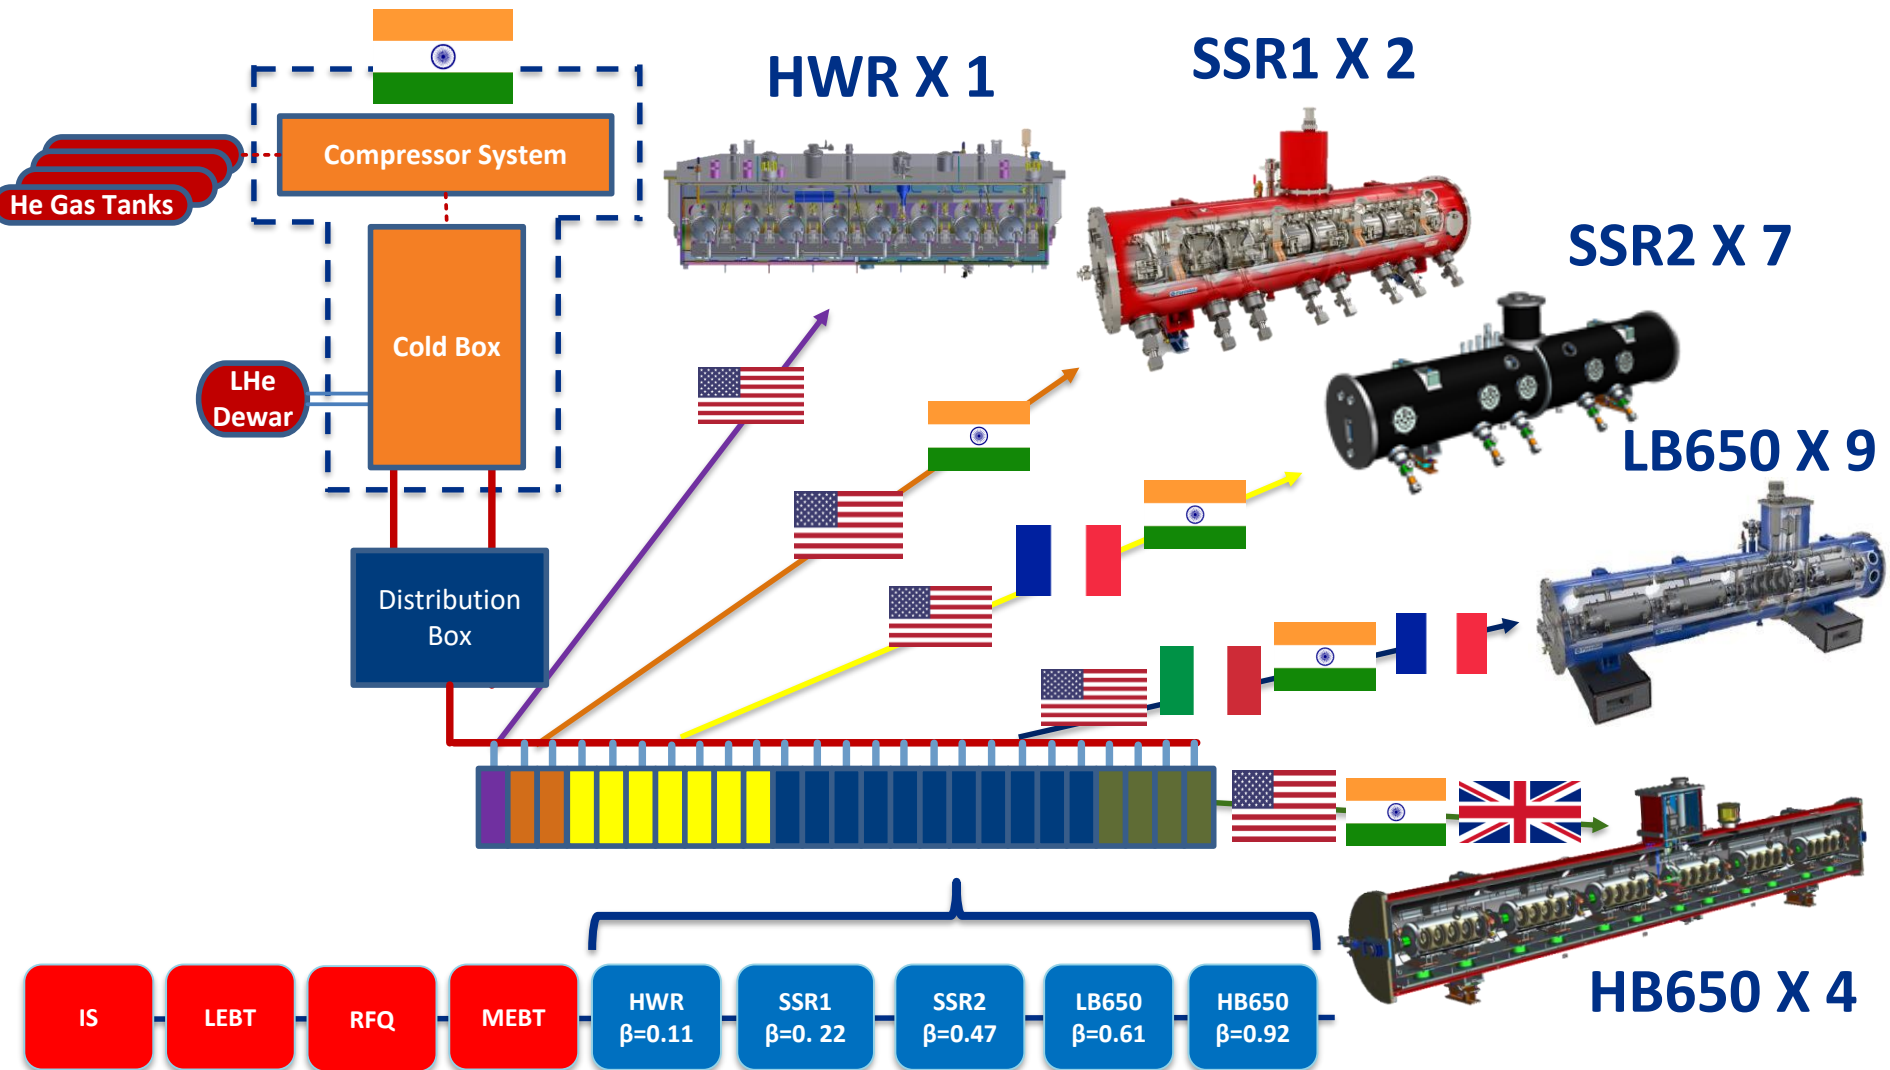 HWR X 1
SSR1 X 2
SSR2 X 7
LB650 X 9
HB650 X 4
Compressor System
He Gas Tanks
Cold Box
LHe
Dewar
Distribution
Box
IS
LEBT
RFQ
MEBT
HWR
β=0.11
SSR1
β=0. 22
SSR2
β=0.47
LB650
β=0.61
HB650
β=0.92